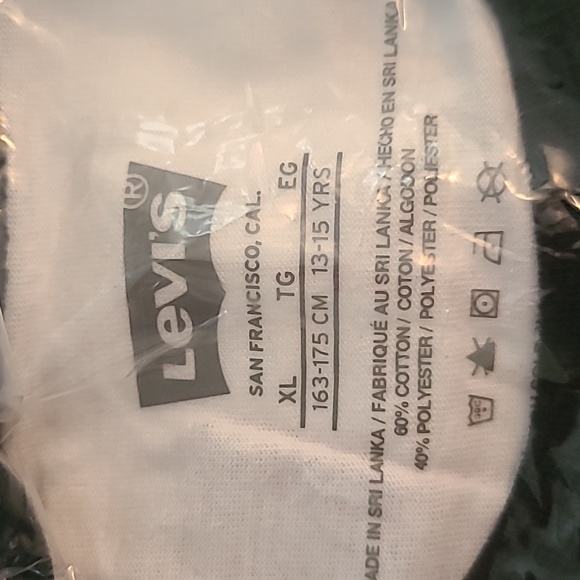 Levi's®
SAN FRANCISCO, CAL.
XL TG EG
163-175 CM 13-15 YRS
ADE IN SRI LANKA / FABRIQUÉ AU SRI LANKA / HECHO EN SRI LANKA
60% COTTON / COTON / ALGODON
40% POLYESTER / POLYESTER / POLIESTER
30C